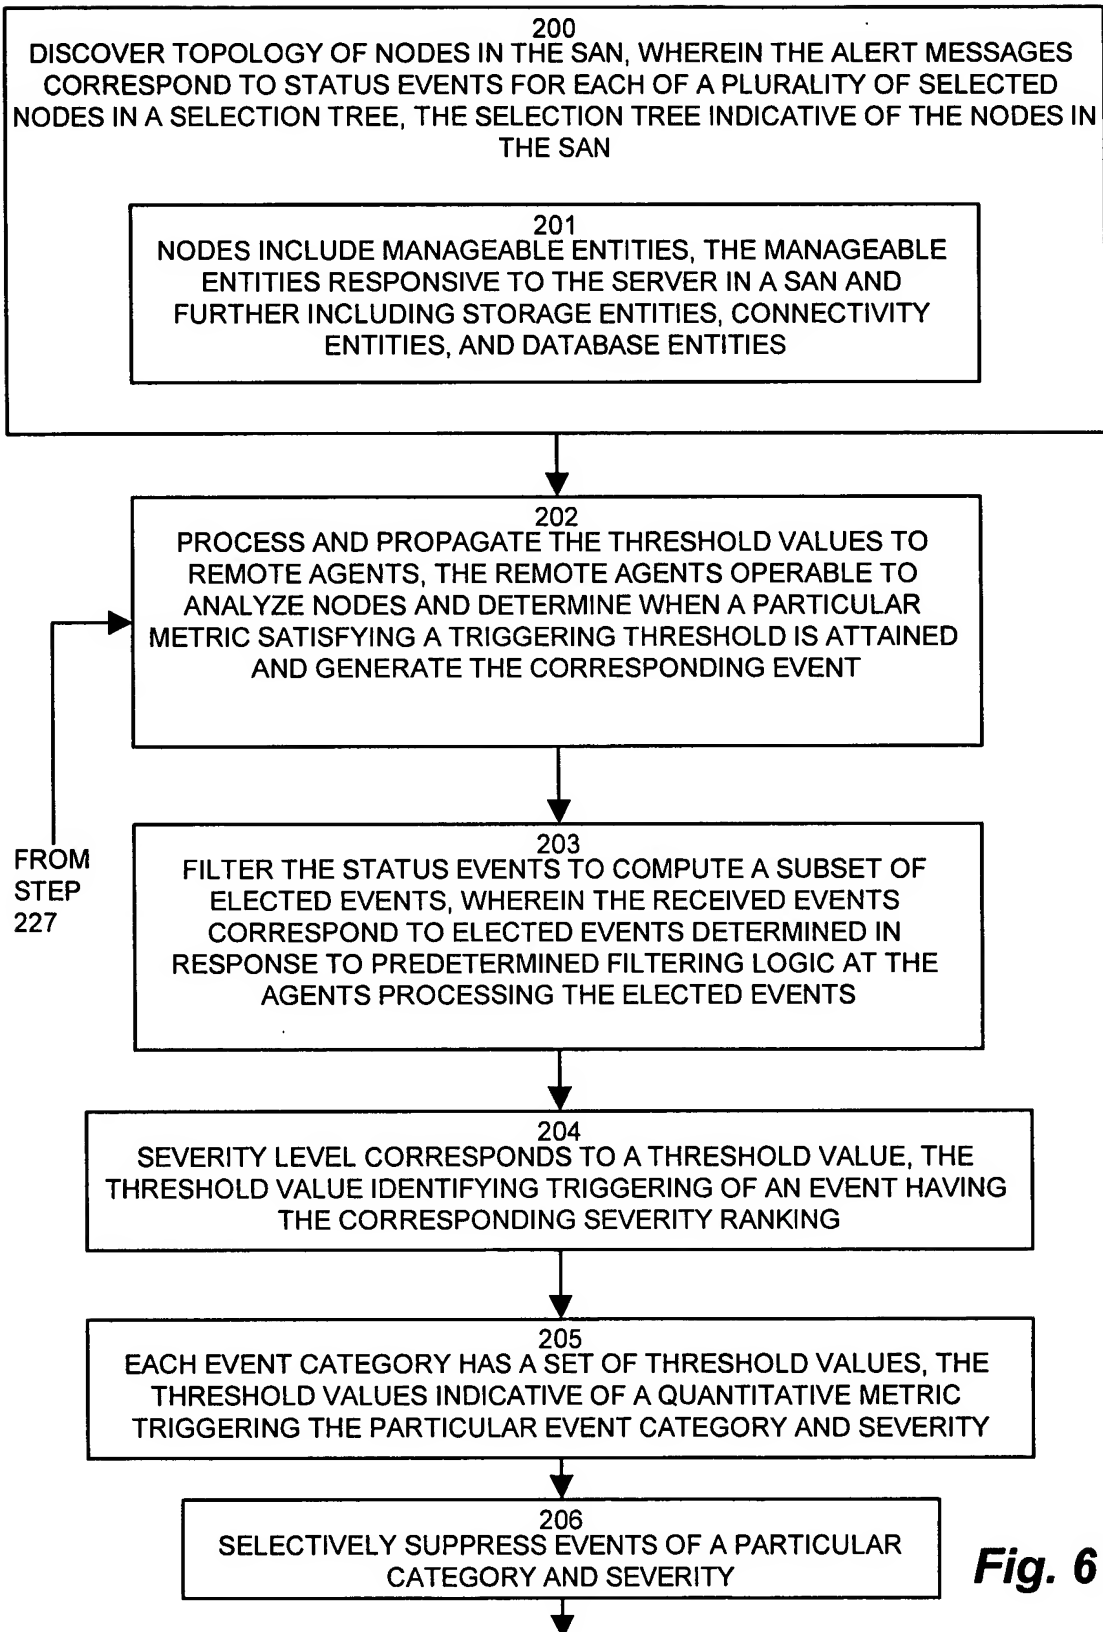 200
DISCOVER TOPOLOGY OF NODES IN THE SAN, WHEREIN THE ALERT MESSAGES
CORRESPOND TO STATUS EVENTS FOR EACH OF A PLURALITY OF SELECTED
NODES IN A SELECTION TREE, THE SELECTION TREE INDICATIVE OF THE NODES IN
THE SAN
201
NODES INCLUDE MANAGEABLE ENTITIES, THE MANAGEABLE
ENTITIES RESPONSIVE TO THE SERVER IN A SAN AND
FURTHER INCLUDING STORAGE ENTITIES, CONNECTIVITY
ENTITIES, AND DATABASE ENTITIES
202
PROCESS AND PROPAGATE THE THRESHOLD VALUES TO
REMOTE AGENTS, THE REMOTE AGENTS OPERABLE TO
ANALYZE NODES AND DETERMINE WHEN A PARTICULAR
METRIC SATISFYING A TRIGGERING THRESHOLD IS ATTAINED
AND GENERATE THE CORRESPONDING EVENT
FROM
STEP
227
203
FILTER THE STATUS EVENTS TO COMPUTE A SUBSET OF
ELECTED EVENTS, WHEREIN THE RECEIVED EVENTS
CORRESPOND TO ELECTED EVENTS DETERMINED IN
RESPONSE TO PREDETERMINED FILTERING LOGIC AT THE
AGENTS PROCESSING THE ELECTED EVENTS
204
SEVERITY LEVEL CORRESPONDS TO A THRESHOLD VALUE, THE
THRESHOLD VALUE IDENTIFYING TRIGGERING OF AN EVENT HAVING
THE CORRESPONDING SEVERITY RANKING
205
EACH EVENT CATEGORY HAS A SET OF THRESHOLD VALUES, THE
THRESHOLD VALUES INDICATIVE OF A QUANTITATIVE METRIC
TRIGGERING THE PARTICULAR EVENT CATEGORY AND SEVERITY
206
SELECTIVELY SUPPRESS EVENTS OF A PARTICULAR
CATEGORY AND SEVERITY
Fig. 6